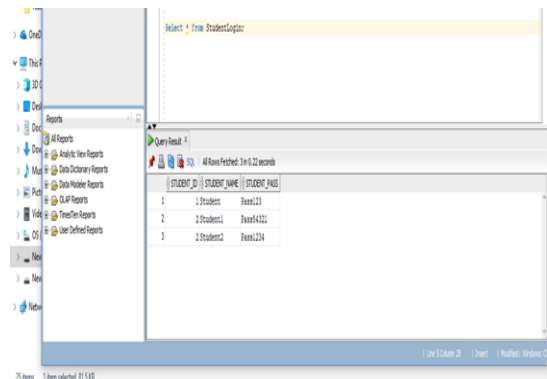 OneD
Select * from StudentLogin;
This P
3D O
Desk
Doc
Dow
Mus
Pict
Vide
OS (
New
New
Netw
Reports
All Reports
Analytic View Reports
Data Dictionary Reports
Data Modeler Reports
OLAP Reports
TimesTen Reports
User Defined Reports
Query Result
SQL | All Rows Fetched: 3 in 0.22 seconds
STUDENT_ID STUDENT_NAME STUDENT_PASS
1 1 Student Pass123
2 2 Student1 Pass54321
3 2 Student2 Pass1234
| Line 5 Column 28 | Insert | Modified | Windows: C
25 items 1 item selected 81.5 KB